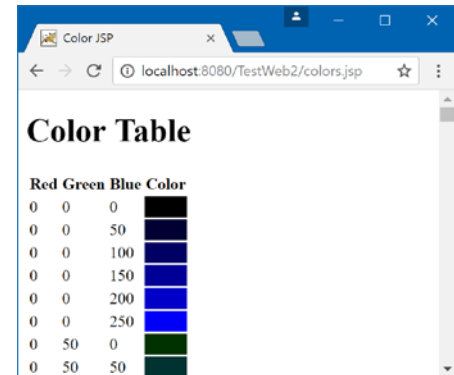 Color JSP
localhost:8080/TestWeb2/colors.jsp
Color Table
Red Green Blue Color
0 0 0
0 0 50
0 0 100
0 0 150
0 0 200
0 0 250
0 50 0
0 50 50